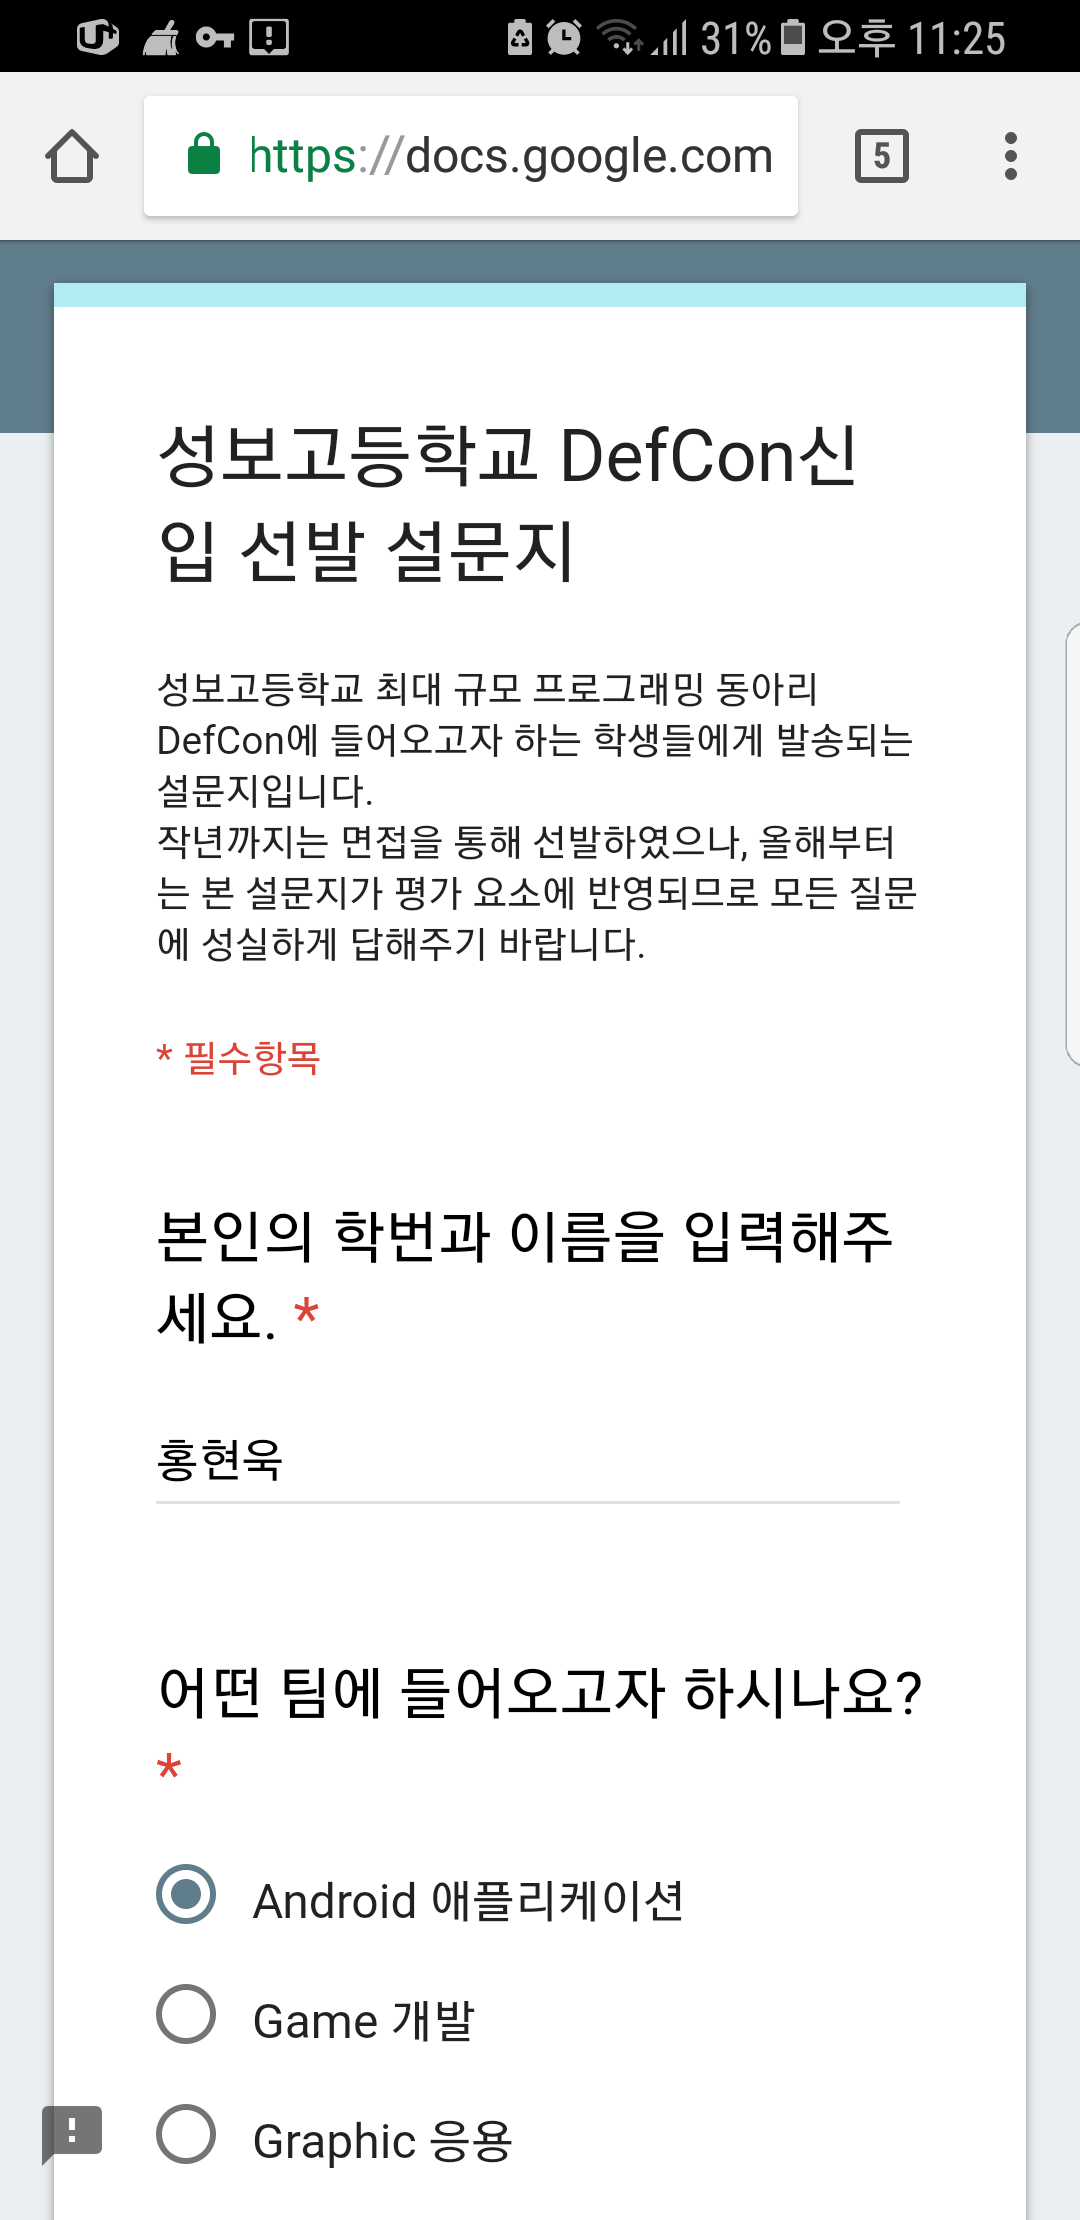 31% 오후 11:25
https://docs.google.com
5
성보고등학교 DefCon신
입 선발 설문지
성보고등학교 최대 규모 프로그래밍 동아리
DefCon에 들어오고자 하는 학생들에게 발송되는
설문지입니다.
작년까지는 면접을 통해 선발하였으나, 올해부터
는 본 설문지가 평가 요소에 반영되므로 모든 질문
에 성실하게 답해주기 바랍니다.
* 필수항목
본인의 학번과 이름을 입력해주
세요. *
홍현욱
어떤 팀에 들어오고자 하시나요?
*
Android 애플리케이션
Game 개발
Graphic 응용